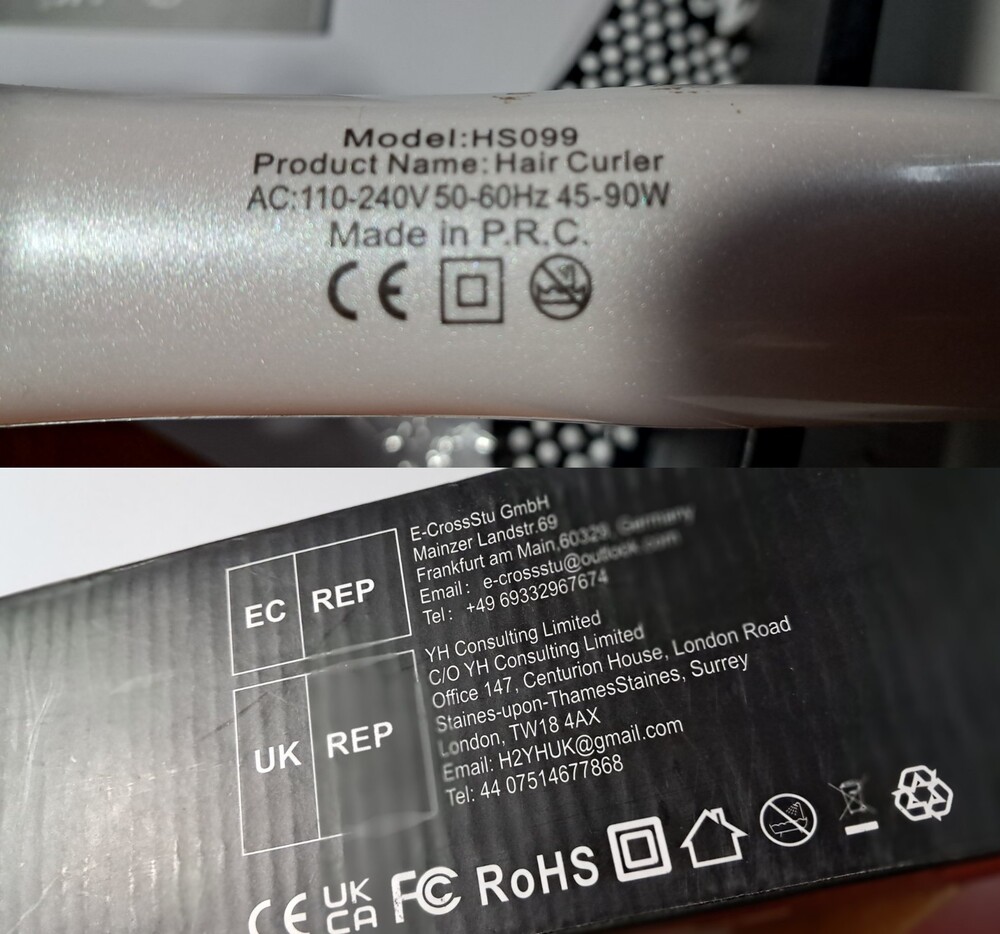 Model:HS099
Product Name: Hair Curler
AC:110-240V 50-60Hz 45-90W
Made in P.R.C.
CE
EC REP
E-CrossStu GmbH
Mainzer Landstr.69
Frankfurt am Main,60329, Germany
Email: e-crossstu@outlook.com
Tel: +49 69332967674
UK REP
YH Consulting Limited
C/O YH Consulting Limited
Office 147, Centurion House, London Road
Staines-upon-ThamesStaines, Surrey
London, TW18 4AX
Email: H2YHUK@gmail.com
Tel: 44 07514677868
CE UK CA FC RoHS